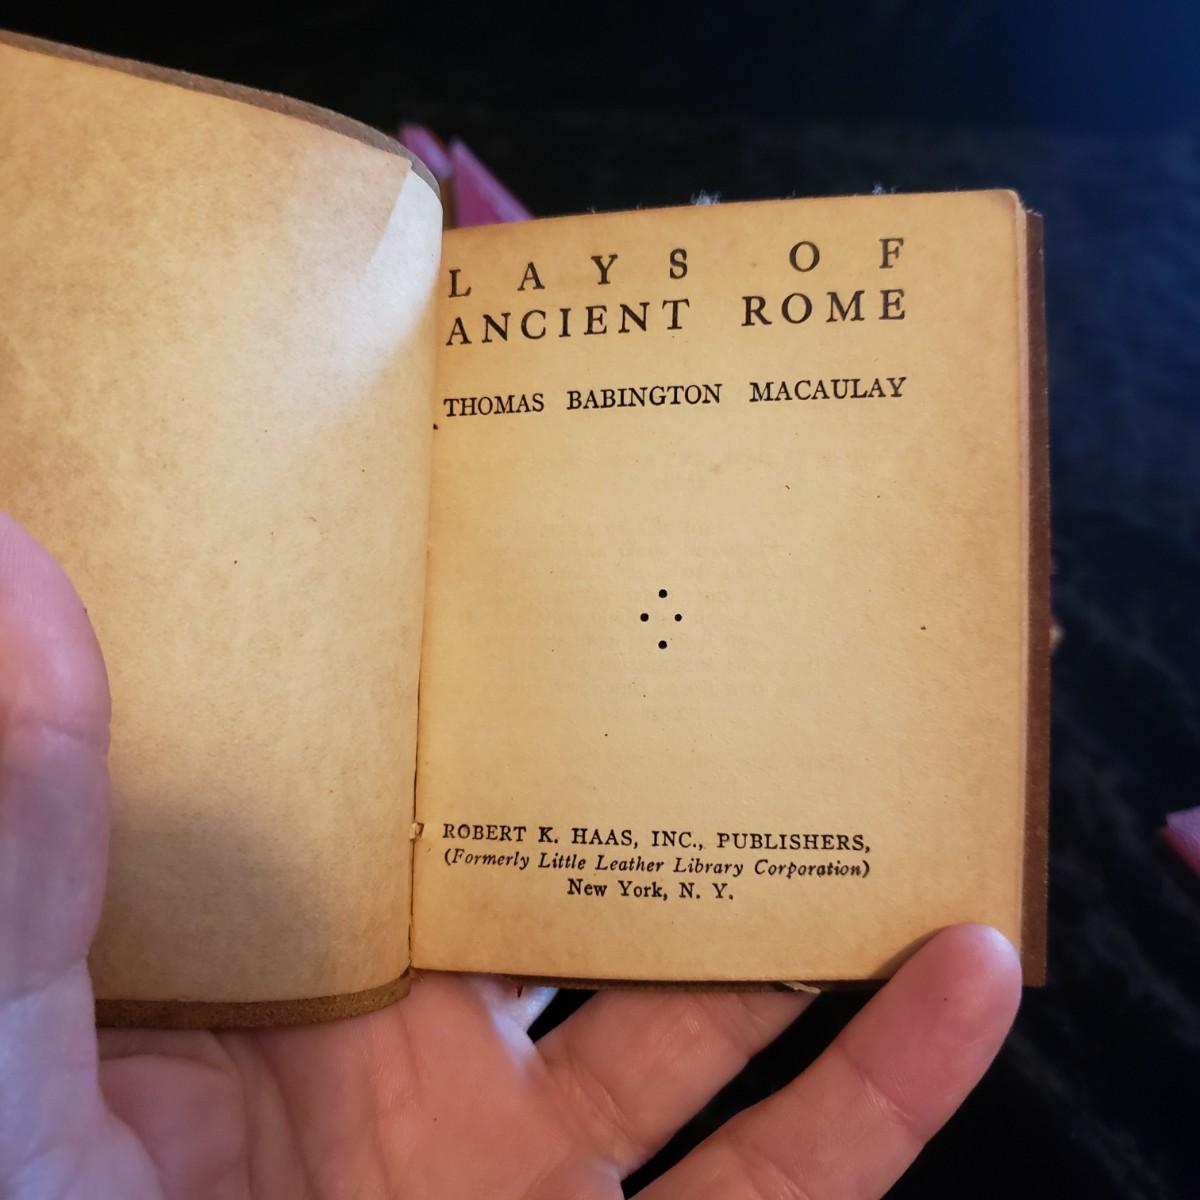 LAYS OF
ANCIENT ROME
THOMAS BABINGTON MACAULAY
ROBERT K. HAAS, INC., PUBLISHERS,
(Formerly Little Leather Library Corporation)
New York, N. Y.